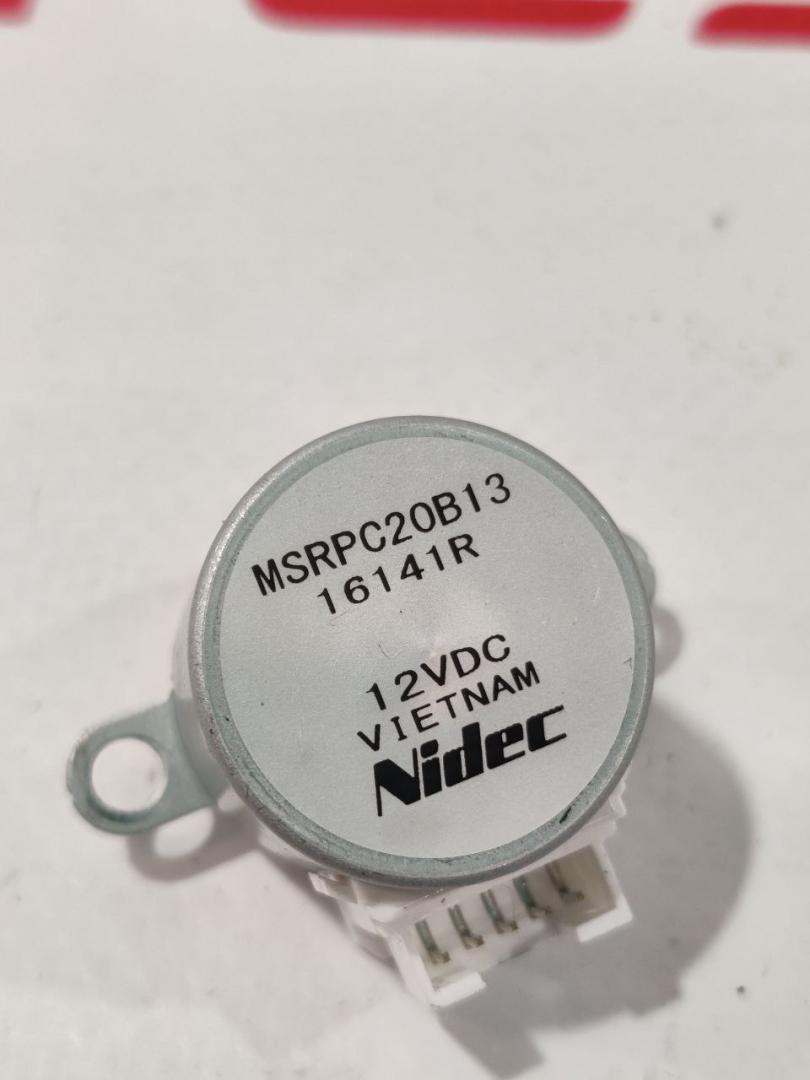 MSRPC20B13
16141R
12VDC
VIETNAM
Nidec